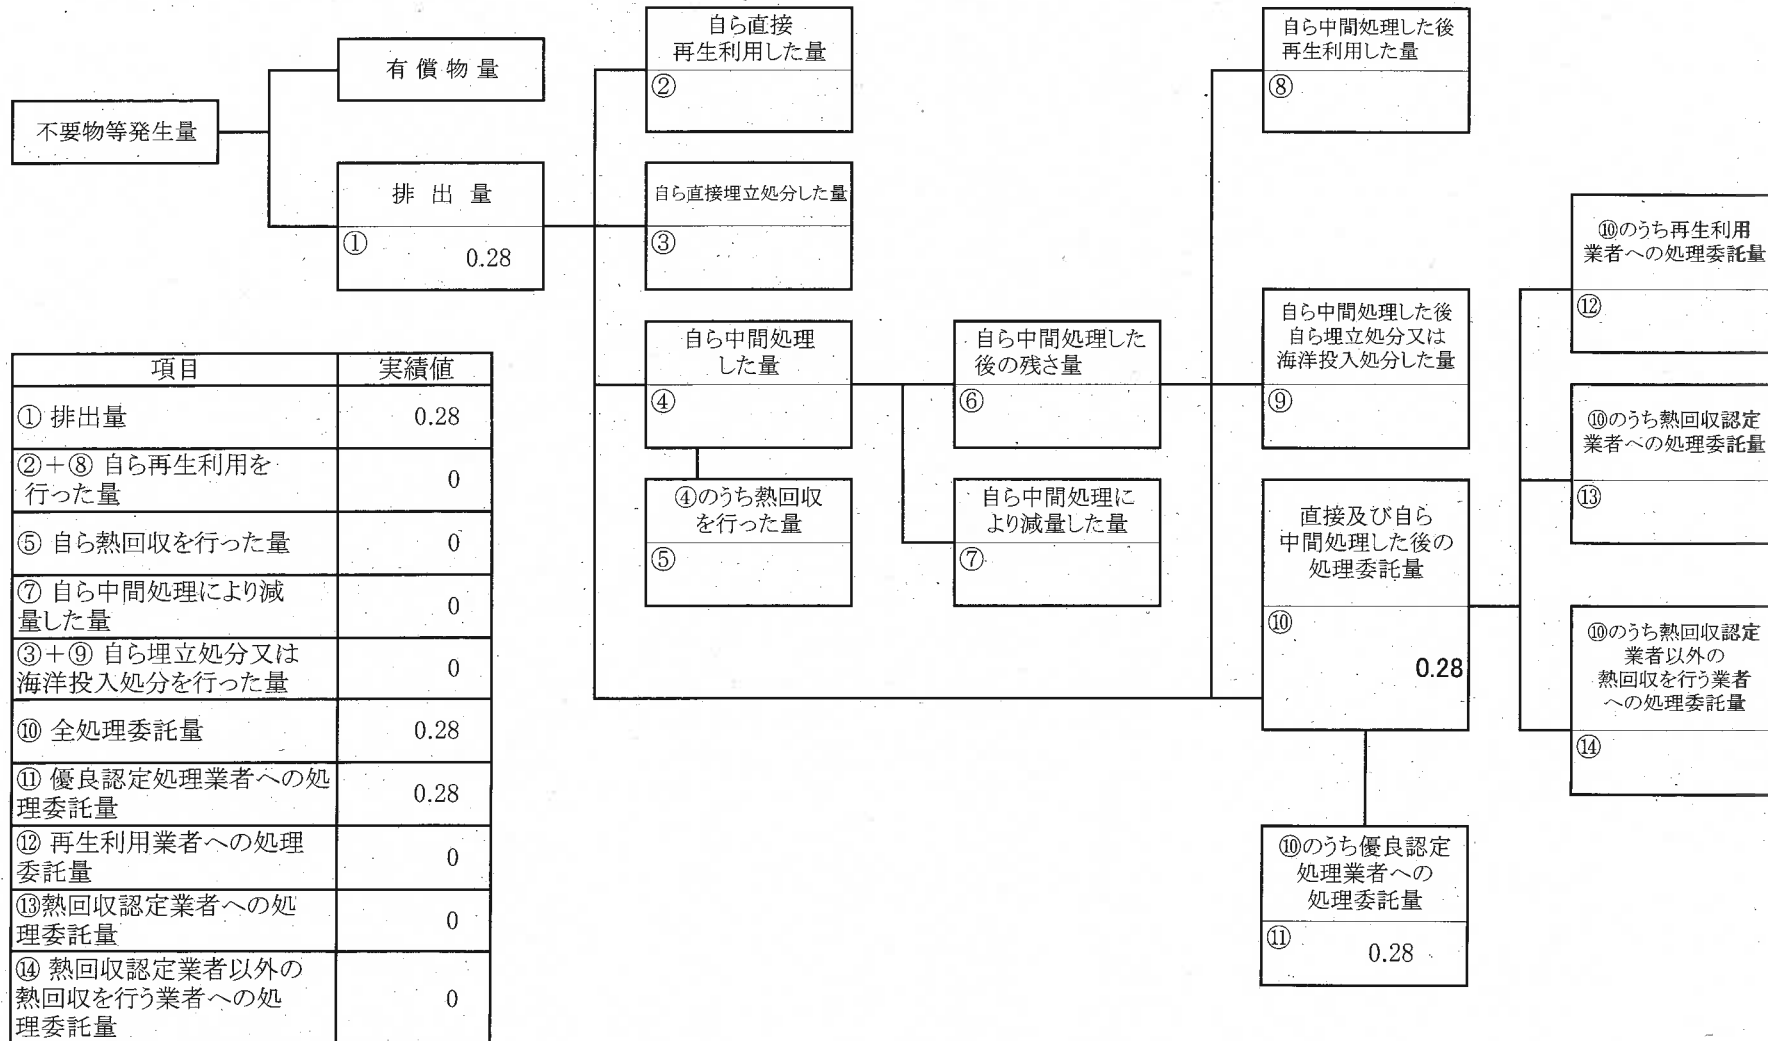 不要物等発生量
有償物量
排出量
①
0.28
自ら直接
再生利用した量
②
自ら直接埋立処分した量
③
自ら中間処理
した量
④
④のうち熱回収
を行った量
⑤
自ら中間処理した
後の残さ量
⑥
自ら中間処理に
より減量した量
⑦
自ら中間処理した後
再生利用した量
⑧
自ら中間処理した後
自ら埋立処分又は
海洋投入処分した量
⑨
直接及び自ら
中間処理した後の
処理委託量
⑩
0.28
⑩のうち優良認定
処理業者への
処理委託量
⑪
0.28
⑩のうち再生利用
業者への処理委託量
⑫
⑩のうち熱回収認定
業者への処理委託量
⑬
⑩のうち熱回収認定
業者以外の
熱回収を行う業者
への処理委託量
⑭
項目 実績値
① 排出量 0.28
②+⑧ 自ら再生利用を
行った量 0
⑤ 自ら熱回収を行った量 0
⑦ 自ら中間処理により減
量した量 0
③+⑨ 自ら埋立処分又は
海洋投入処分を行った量 0
⑩ 全処理委託量 0.28
⑪ 優良認定処理業者への処
理委託量 0.28
⑫ 再生利用業者への処理
委託量 0
⑬熱回収認定業者への処
理委託量 0
⑭ 熱回収認定業者以外の
熱回収を行う業者への処
理委託量 0